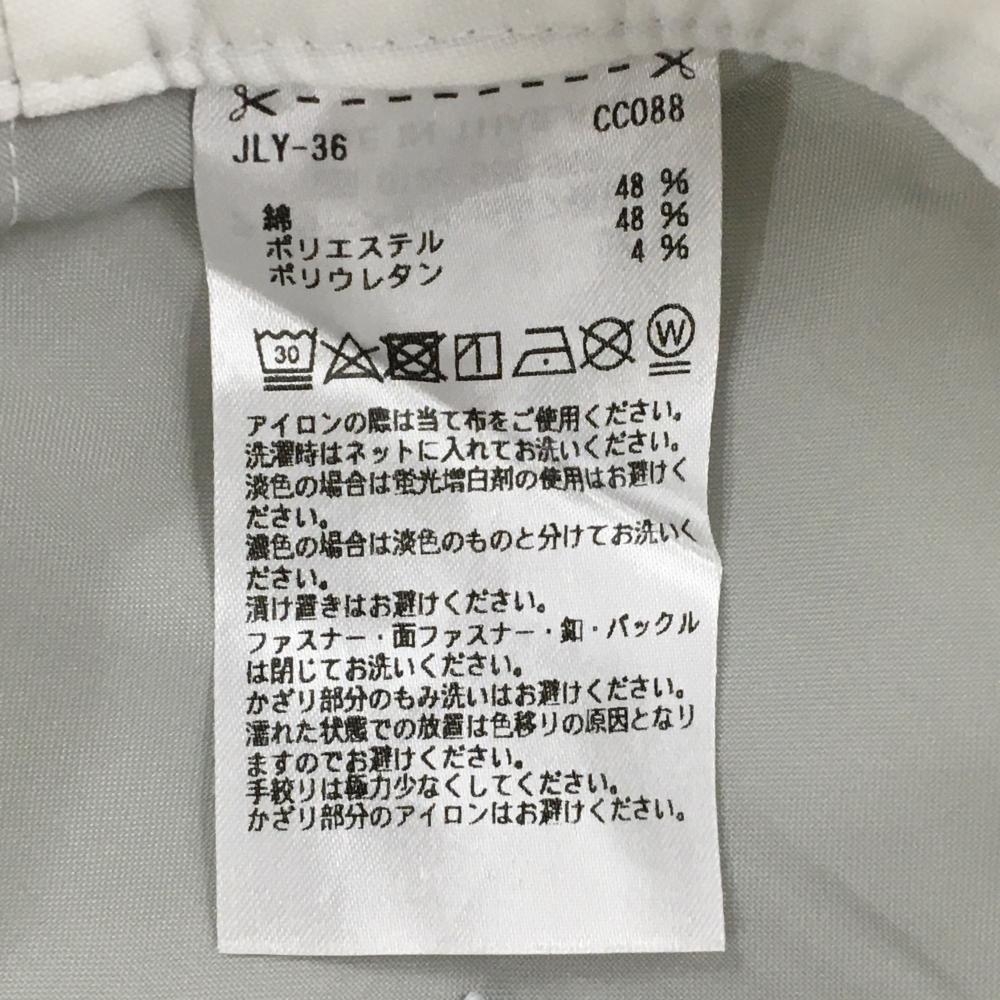 CC088
JLY-36
綿 48 %
ポリエステル 48 %
ポリウレタン 4 %
30
W
アイロンの際は当て布をご使用ください。
洗濯時はネットに入れてお洗いください。
淡色の場合は蛍光増白剤の使用はお避けく
ださい。
濃色の場合は淡色のものと分けてお洗いく
ださい。
漬け置きはお避けください。
ファスナー・面ファスナー・釦・バックル
は閉じてお洗いください。
かざり部分のもみ洗いはお避けください。
濡れた状態での放置は色移りの原因となり
ますのでお避けください。
手絞りは極力少なくしてください。
かざり部分のアイロンはお避けください。